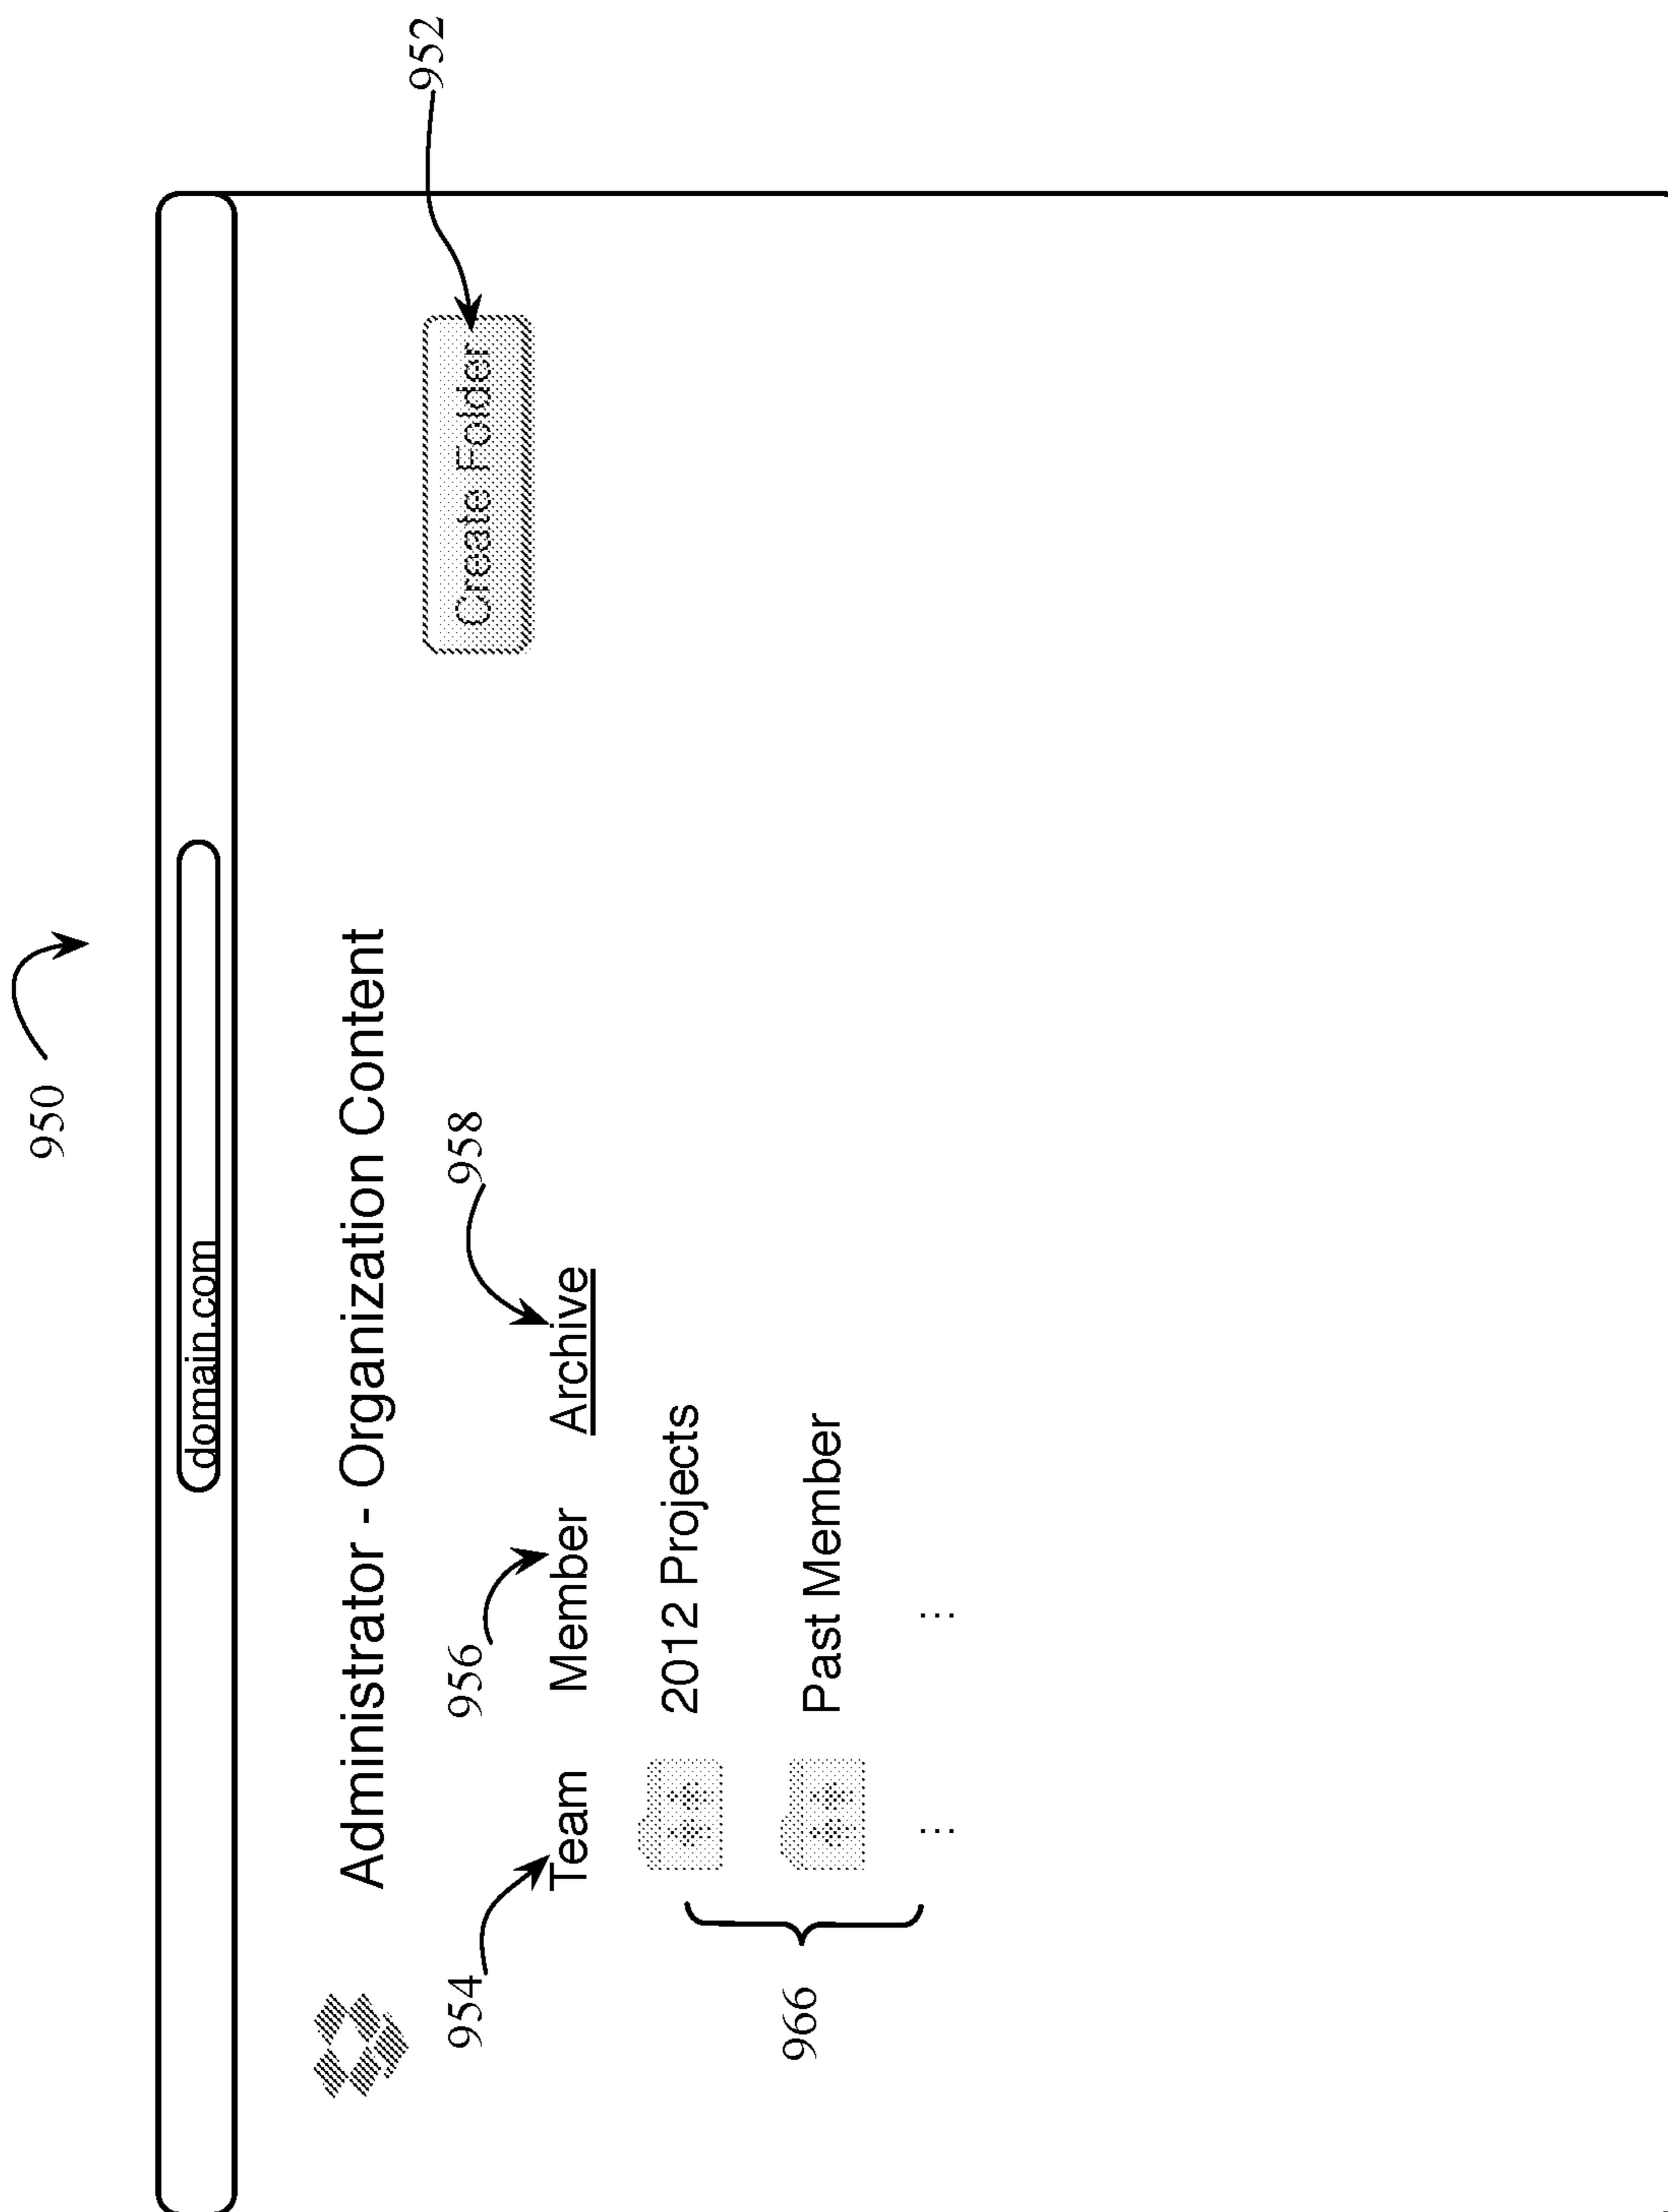 950
domain.com
952
Administrator - Organization Content
Create Folder
954 956 958
Team Member Archive
2012 Projects
Past Member
966
... ...